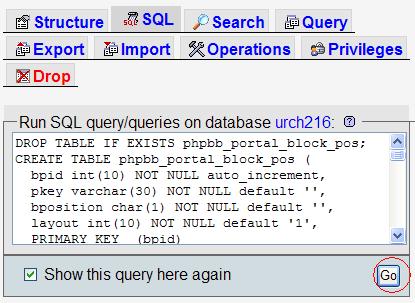 Structure SQL Search Query
Export Import Operations Privileges
Drop
Run SQL query/queries on database urch216:
DROP TABLE IF EXISTS phpbb_portal_block_pos;
CREATE TABLE phpbb_portal_block_pos (
bpid int(10) NOT NULL auto_increment,
pkey varchar(30) NOT NULL default '',
bposition char(1) NOT NULL default '',
layout int(10) NOT NULL default '1',
PRIMARY KEY (bpid)
Show this query here again Go